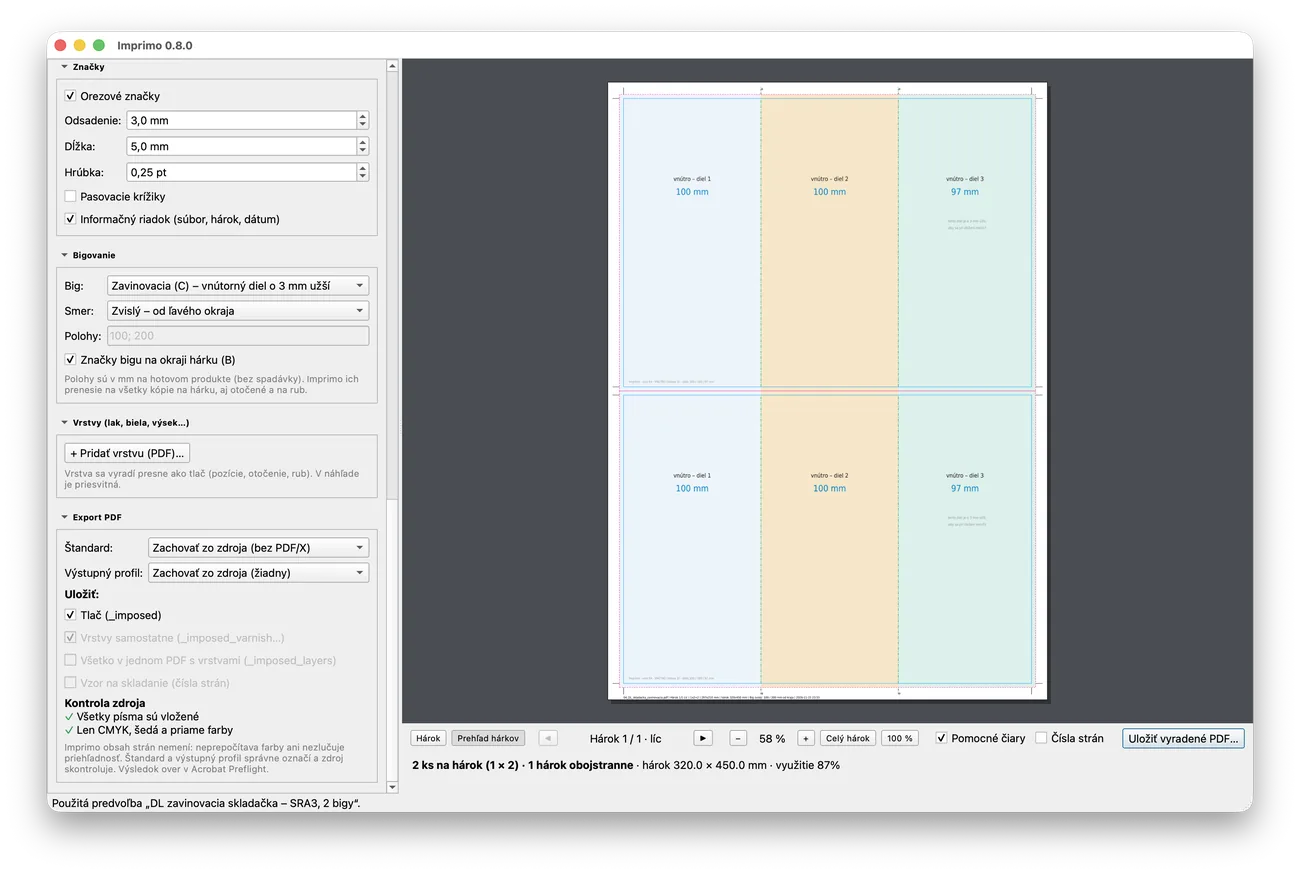 Imprimo 0.8.0
Značky
Orezové značky
Odsadenie: 3,0 mm
Dĺžka: 5,0 mm
Hrúbka: 0,25 pt
Pasovacie krížiky
Informačný riadok (súbor, hárok, dátum)
Bigovanie
Big: Zavinovacia (C) – vnútorný diel o 3 mm užší
Smer: Zvislý – od ľavého okraja
Polohy: 100; 200
Značky bigu na okraji hárku (B)
Polohy sú v mm na hotovom produkte (bez spadávky). Imprimo ich
prenesie na všetky kópie na hárku, aj otočené a na rub.
Vrstvy (lak, biela, výsek...)
+ Pridať vrstvu (PDF)...
Vrstva sa vyradí presne ako tlač (pozície, otočenie, rub). V náhľade
je priesvitná.
Export PDF
Štandard: Zachovať zo zdroja (bez PDF/X)
Výstupný profil: Zachovať zo zdroja (žiadny)
Uložiť:
Tlač (_imposed)
Vrstvy samostatne (_imposed_varnish...)
Všetko v jednom PDF s vrstvami (_imposed_layers)
Vzor na skladanie (čísla strán)
Kontrola zdroja
✓ Všetky písma sú vložené
✓ Len CMYK, šedá a priame farby
Imprimo obsah strán nemení: neprepočítava farby ani nezlučuje
priehľadnosť. Štandard a výstupný profil správne označí a zdroj
skontroluje. Výsledok over v Acrobat Preflight.
vnútro – diel 1 vnútro – diel 2 vnútro – diel 3
100 mm 100 mm 97 mm
vnútro – diel 1 vnútro – diel 2 vnútro – diel 3
100 mm 100 mm 97 mm
Hárok Prehľad hárkov Hárok 1 / 1 · líc 58 % + Celý hárok 100 % Pomocné čiary Čísla strán Uložiť vyradené PDF...
2 ks na hárok (1 × 2) · 1 hárok obojstranne · hárok 320.0 × 450.0 mm · využitie 87%
Použitá predvoľba „DL zavinovacia skladačka – SRA3, 2 bigy“.